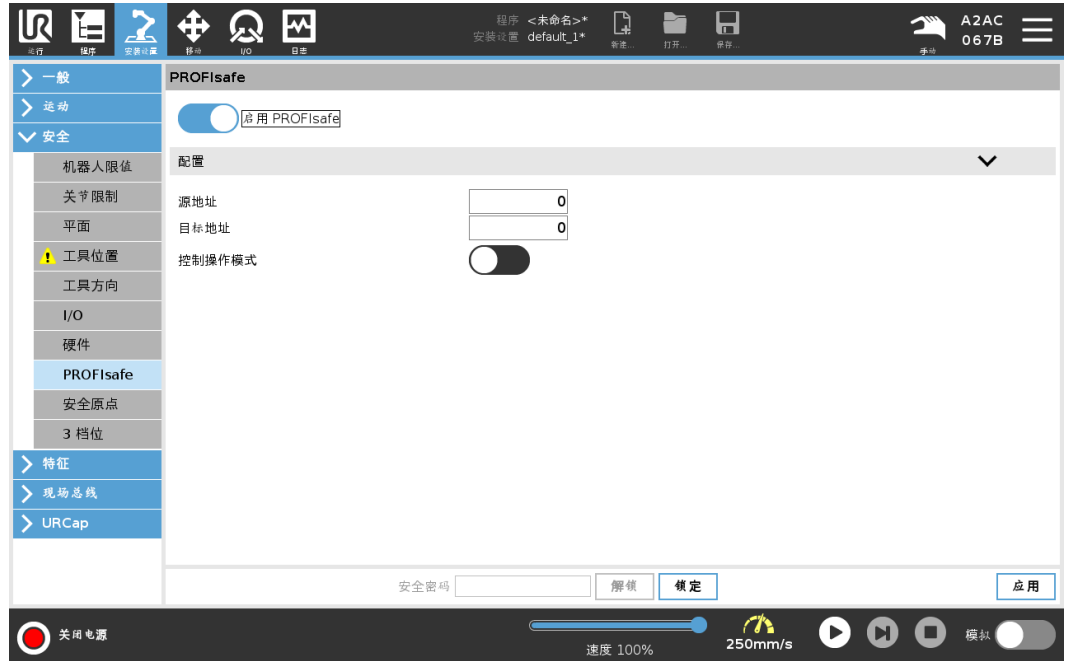 UR
运行
程序
安装设置
移动
I/O
日志
程序 <未命名>*
安装设置 default_1*
新建...
打开...
保存...
手动
A2AC
067B
一般
运动
安全
机器人限值
关节限制
平面
工具位置
工具方向
I/O
硬件
PROFIsafe
安全原点
3 档位
特征
现场总线
URCap
PROFIsafe
启用 PROFIsafe
配置
源地址 0
目标地址 0
控制操作模式
安全密码 解锁 锁定 应用
关闭电源
速度 100%
250mm/s
模拟